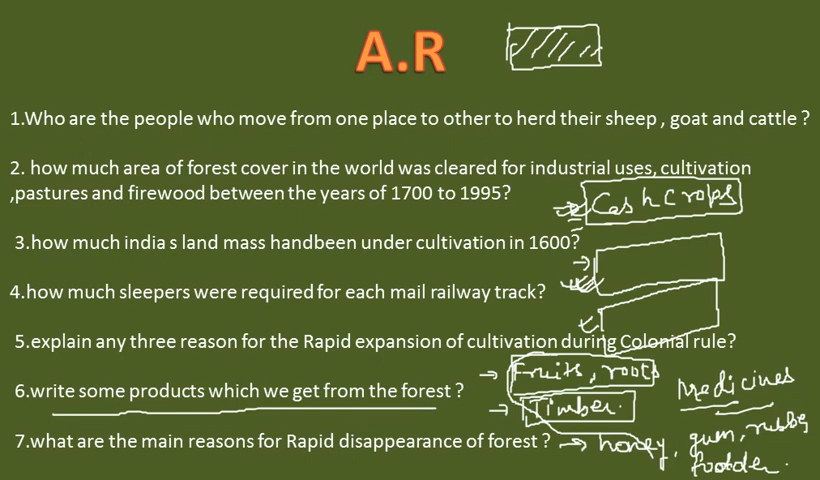 A.R
1.Who are the people who move from one place to other to herd their sheep , goat and cattle ?
2. how much area of forest cover in the world was cleared for industrial uses, cultivation
,pastures and firewood between the years of 1700 to 1995?
Cash Crops
3.how much india s land mass handbeen under cultivation in 1600?
4.how much sleepers were required for each mail railway track?
5.explain any three reason for the Rapid expansion of cultivation during Colonial rule?
Fruits, roots
6.write some products which we get from the forest ?
Medicines
Timber.
7.what are the main reasons for Rapid disappearance of forest ?
honey, gum, rubber
fodder.